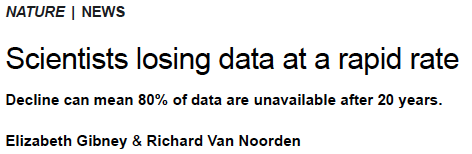 NATURE | NEWS
Scientists losing data at a rapid rate
Decline can mean 80% of data are unavailable after 20 years.
Elizabeth Gibney & Richard Van Noorden